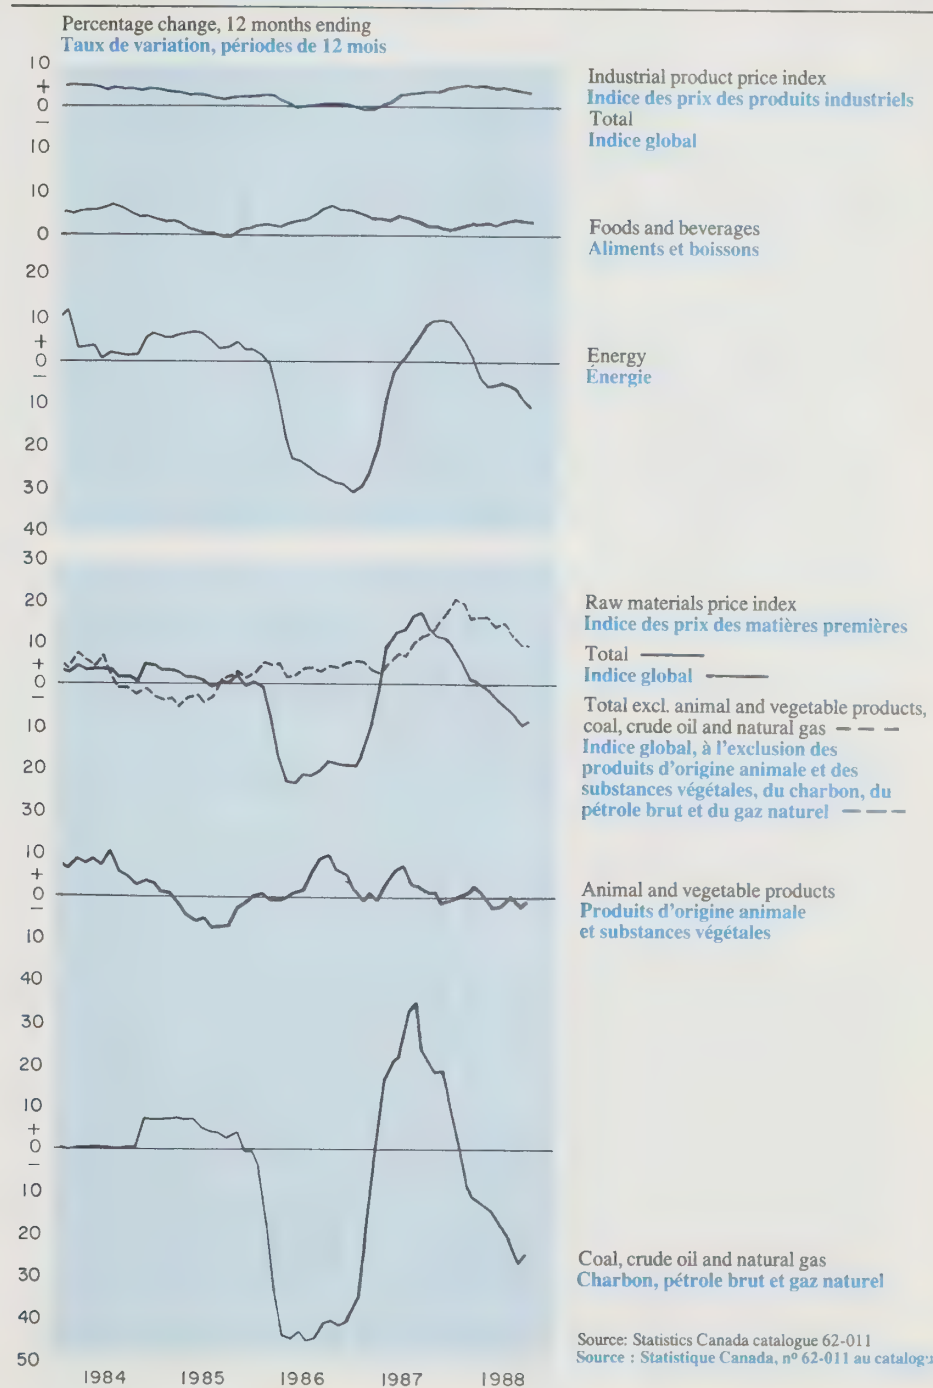 Percentage change, 12 months ending
Taux de variation, périodes de 12 mois
10
+
0
−
10
Industrial product price index
Indice des prix des produits industriels
Total
Indice global
10
0
Foods and beverages
Aliments et boissons
20
10
+
0
−
10
20
30
40
Energy
Énergie
30
20
10
+
0
−
10
20
30
Raw materials price index
Indice des prix des matières premières
Total
Indice global
Total excl. animal and vegetable products,
coal, crude oil and natural gas
Indice global, à l'exclusion des
produits d'origine animale et des
substances végétales, du charbon, du
pétrole brut et du gaz naturel
10
+
0
−
10
Animal and vegetable products
Produits d'origine animale
et substances végétales
40
30
20
10
+
0
−
10
20
30
40
50
Coal, crude oil and natural gas
Charbon, pétrole brut et gaz naturel
Source: Statistics Canada catalogue 62-011
Source : Statistique Canada, nº 62-011 au catalogu
1984 1985 1986 1987 1988